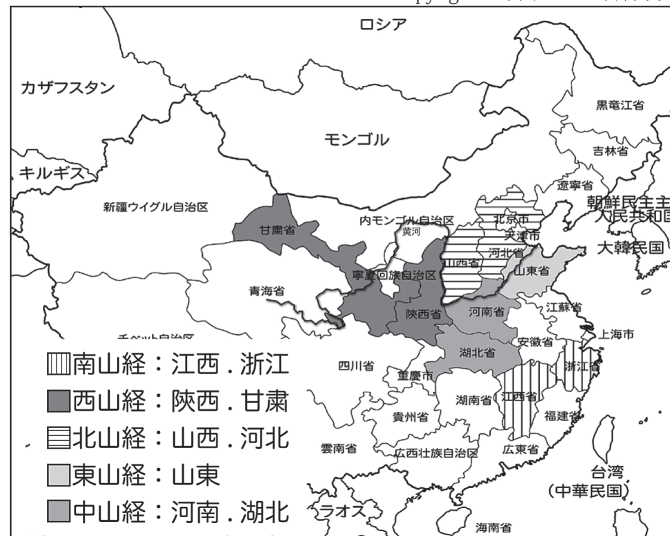 ロシア
カザフスタン
黒竜江省
モンゴル
吉林省
キルギス
遼寧省
新疆ウイグル自治区
内モンゴル自治区
北京市
朝鮮民主主
人民共和国
甘粛省
黄河
天津市
大韓民国
河北省
山西省
山東省
寧夏回族自治区
青海省
陝西省
河南省
江蘇省
チベット自治区
上海市
安徽省
南山経：江西．浙江
四川省
湖北省
浙江省
重慶市
西山経：陝西．甘粛
湖南省
江西省
貴州省
福建省
北山経：山西．河北
雲南省
広西壮族自治区
広東省
東山経：山東
台湾
（中華民国）
中山経：河南．湖北
ラオス
海南省